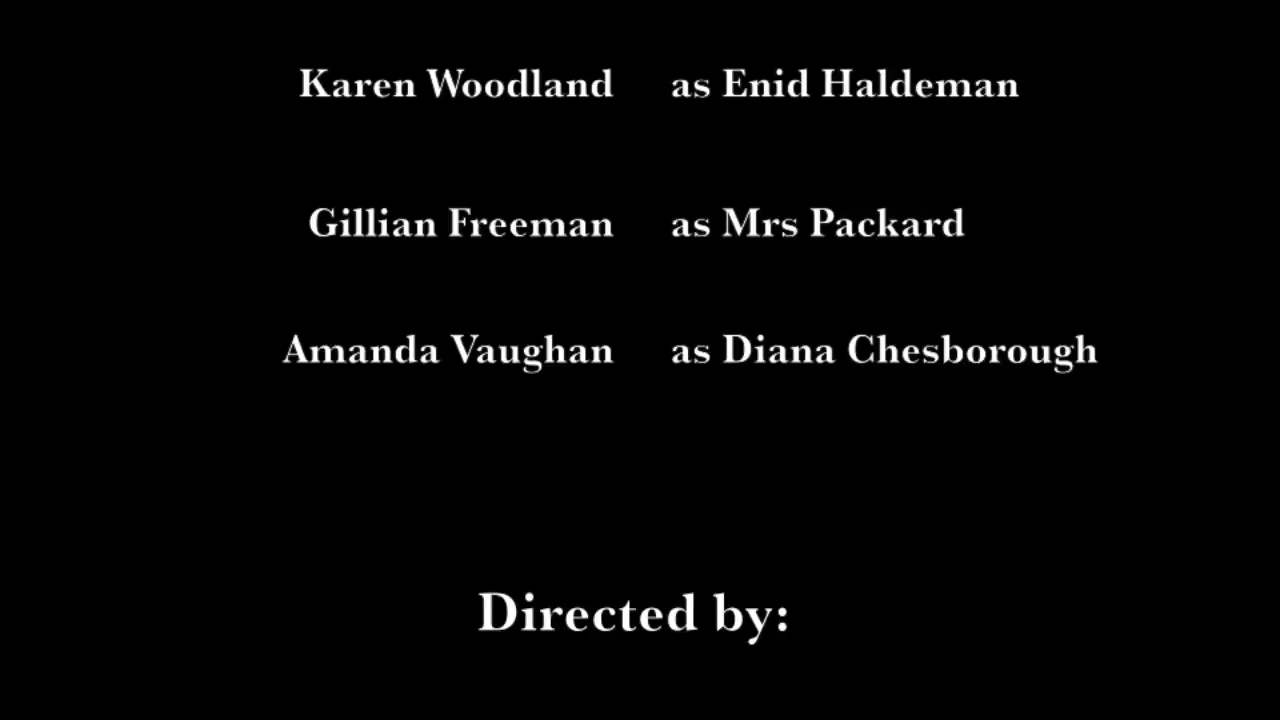 Karen Woodland as Enid Haldeman
Gillian Freeman as Mrs Packard
Amanda Vaughan as Diana Chesborough
Directed by: